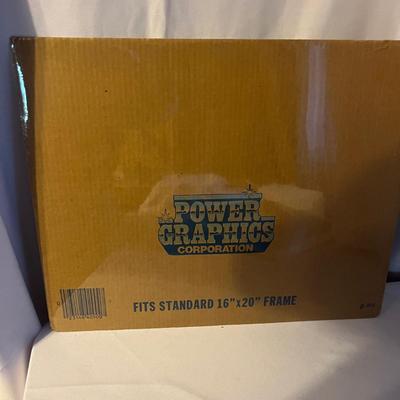 POWER
GRAPHICS
CORPORATION
FITS STANDARD 16"x20" FRAME